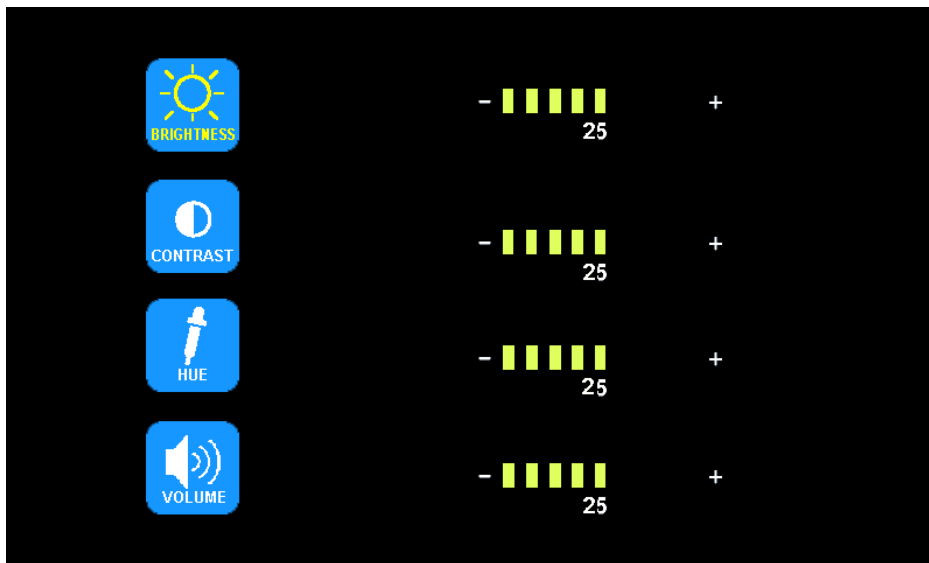 BRIGHTNESS
- +
25
CONTRAST
- +
25
HUE
- +
25
VOLUME
- +
25